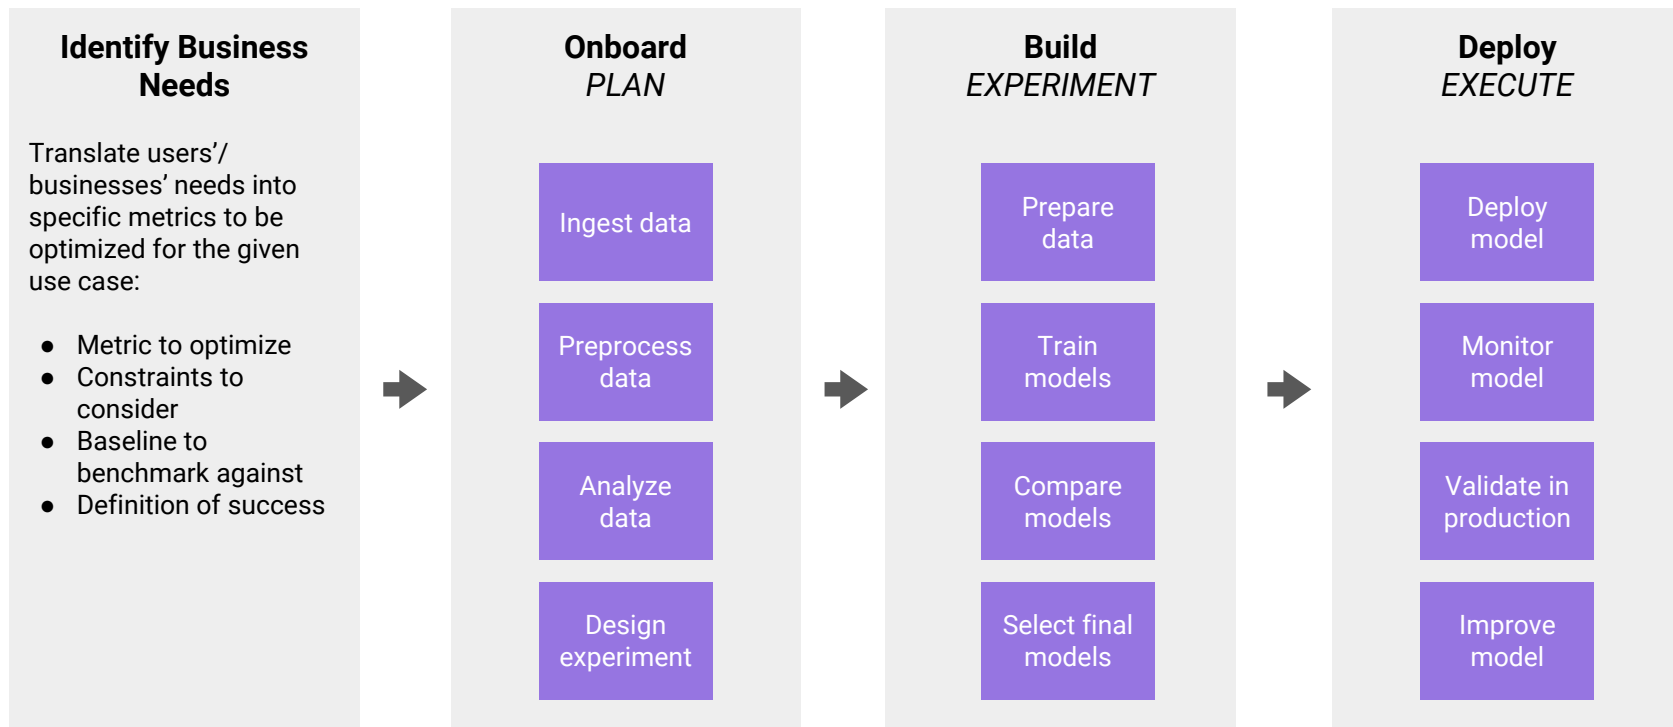 Identify Business
Needs
Translate users’/
businesses’ needs into
specific metrics to be
optimized for the given
use case:
● Metric to optimize
● Constraints to
consider
● Baseline to
benchmark against
● Definition of success
Onboard
PLAN
Ingest data
Preprocess
data
Analyze
data
Design
experiment
Build
EXPERIMENT
Prepare
data
Train
models
Compare
models
Select final
models
Deploy
EXECUTE
Deploy
model
Monitor
model
Validate in
production
Improve
model